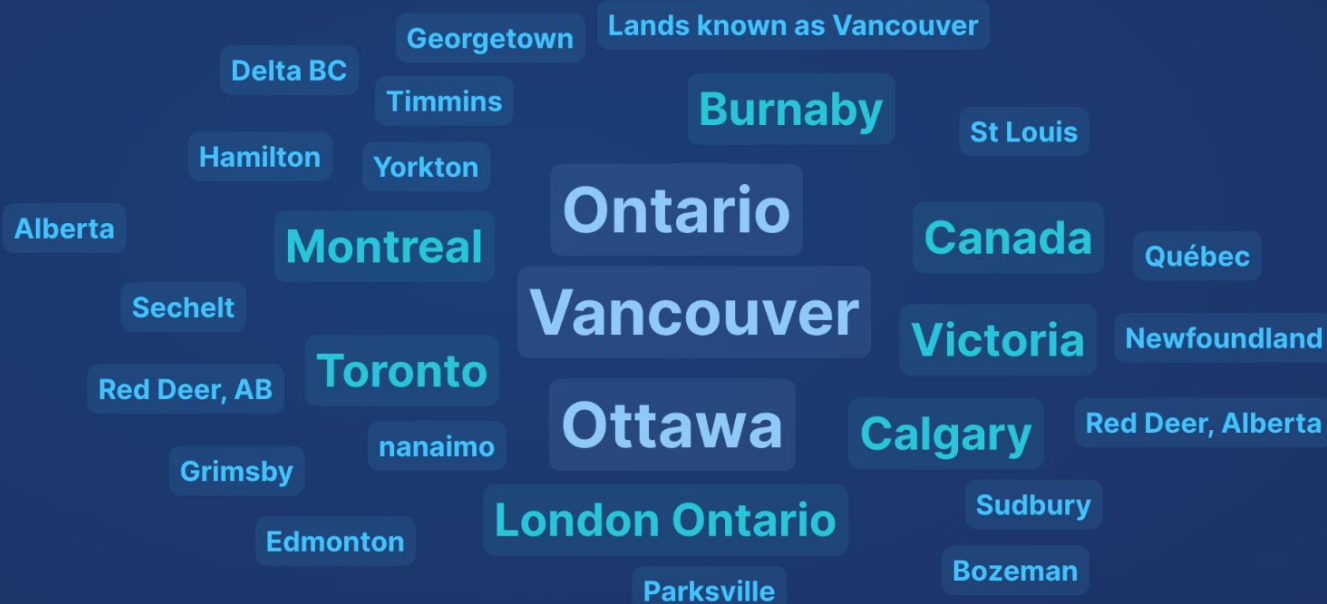 Lands known as Vancouver
Georgetown
Delta BC
Timmins
Burnaby
St Louis
Hamilton
Yorkton
Ontario
Alberta
Montreal
Canada
Québec
Sechelt
Vancouver
Victoria
Newfoundland
Toronto
Red Deer, AB
Ottawa
Calgary
Red Deer, Alberta
nanaimo
Grimsby
London Ontario
Sudbury
Edmonton
Bozeman
Parksville